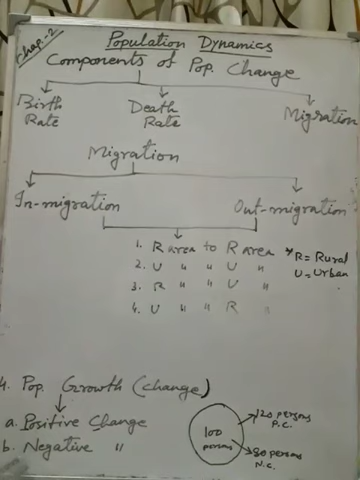 Chap-2
Population Dynamics
Components of Pop. Change
Birth Rate
Death Rate
Migration
Migration
In-migration
Out-migration
1. R area to R area
2. U " " U "
3. R " " U "
4. U " " R "
* R = Rural
U = Urban
4. Pop. Growth (change)
a. Positive Change
b. Negative "
100 persons
120 persons P.C.
80 persons N.C.